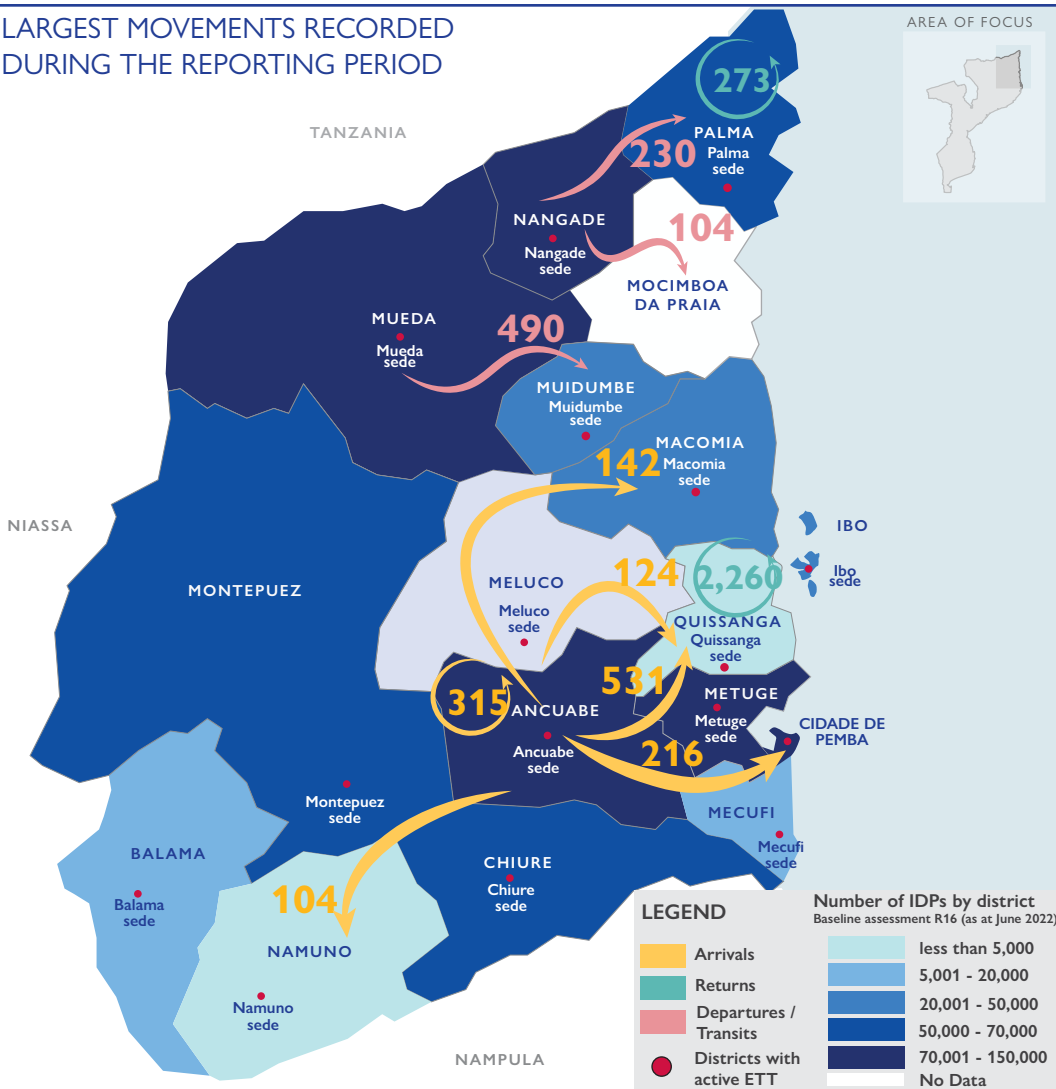 LARGEST MOVEMENTS RECORDED
DURING THE REPORTING PERIOD
AREA OF FOCUS
TANZANIA
273
PALMA
Palma
sede
230
NANGADE
Nangade
sede
104
MOCIMBOA
DA PRAIA
MUEDA
Mueda
sede
490
MUIDUMBE
Muidumbe
sede
MACOMIA
Macomia
sede
142
NIASSA
IBO
Ibo
sede
MONTEPUEZ
MELUCO
Meluco
sede
124
2,260
QUISSANGA
Quissanga
sede
531
METUGE
Metuge
sede
315
ANCUABE
Ancuabe
sede
216
CIDADE DE
PEMBA
Montepuez
sede
MECUFI
Mecufi
sede
BALAMA
Balama
sede
CHIURE
Chiure
sede
104
NAMUNO
Namuno
sede
NAMPULA
LEGEND
Arrivals
Returns
Departures /
Transits
Districts with
active ETT
Number of IDPs by district
Baseline assessment R16 (as at June 2022)
less than 5,000
5,001 - 20,000
20,001 - 50,000
50,000 - 70,000
70,001 - 150,000
No Data